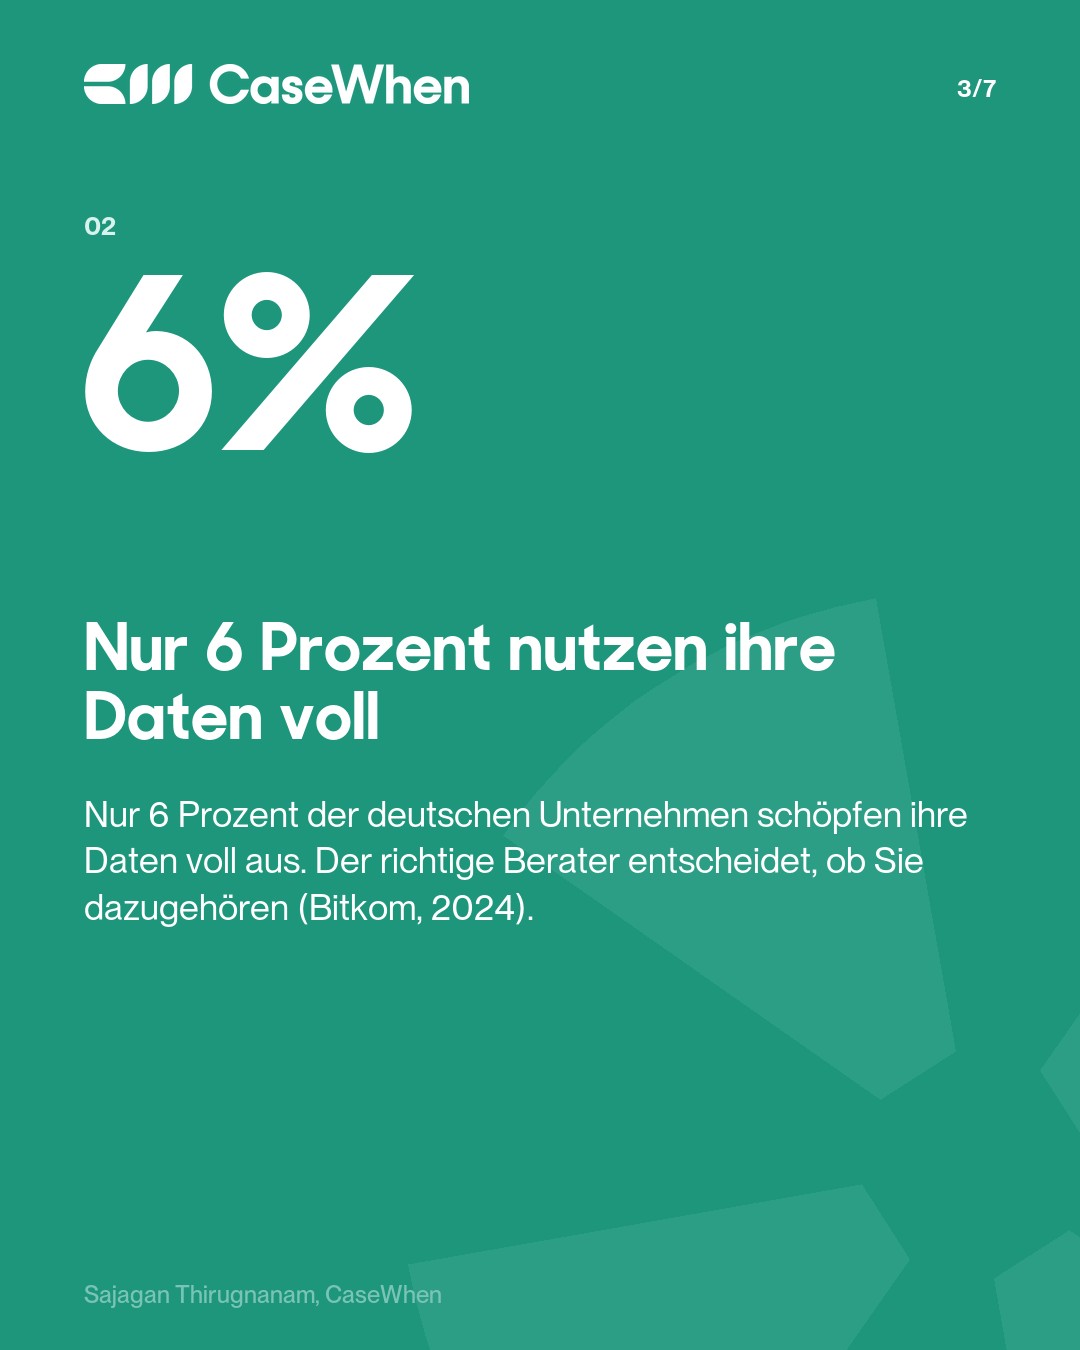 CaseWhen
3/7
02
6%
Nur 6 Prozent nutzen ihre
Daten voll
Nur 6 Prozent der deutschen Unternehmen schöpfen ihre
Daten voll aus. Der richtige Berater entscheidet, ob Sie
dazugehören (Bitkom, 2024).
Sajagan Thirugnanam, CaseWhen